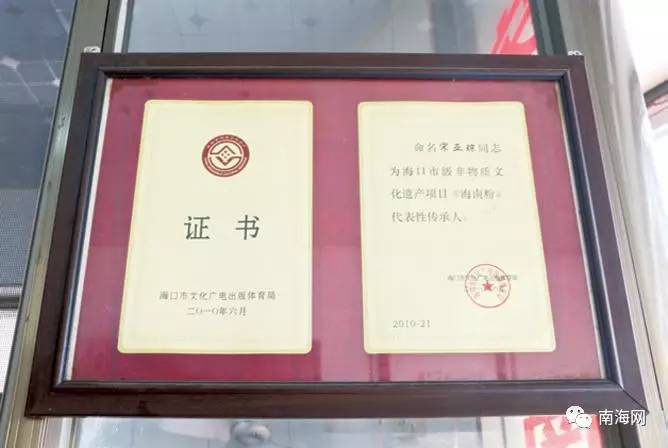 证书
海口市文化广电出版体育局
二〇一〇年六月
命名宋亚琼同志
为海口市级非物质文
化遗产项目《海南粉》
代表性传承人。
2010-21
南海网